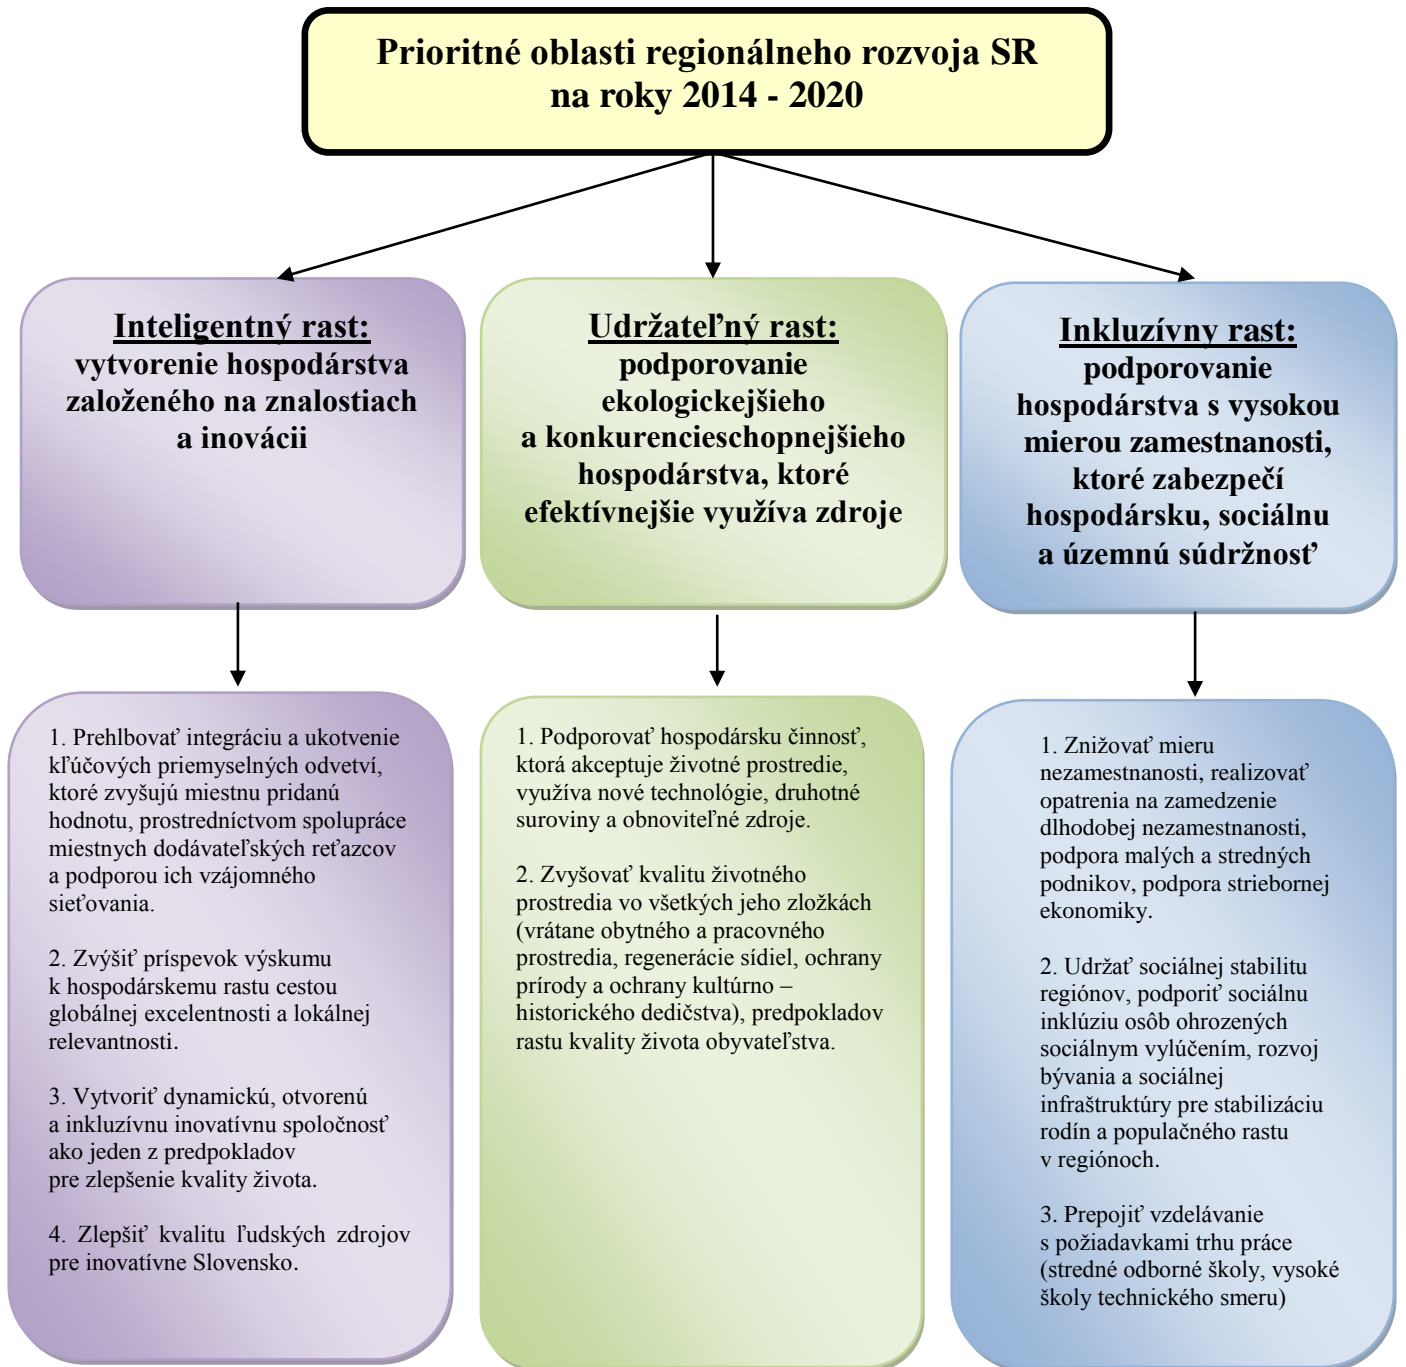 Prioritné oblasti regionálneho rozvoja SR
na roky 2014 - 2020
Inteligentný rast:
vytvorenie hospodárstva
založeného na znalostiach
a inovácii
Udržateľný rast:
podporovanie
ekologickejšieho
a konkurencieschopnejšieho
hospodárstva, ktoré
efektívnejšie využíva zdroje
Inkluzívny rast:
podporovanie
hospodárstva s vysokou
mierou zamestnanosti,
ktoré zabezpečí
hospodársku, sociálnu
a územnú súdržnosť
1. Prehlbovať integráciu a ukotvenie
kľúčových priemyselných odvetví,
ktoré zvyšujú miestnu pridanú
hodnotu, prostredníctvom spolupráce
miestnych dodávateľských reťazcov
a podporou ich vzájomného
sieťovania.
2. Zvýšiť príspevok výskumu
k hospodárskemu rastu cestou
globálnej excelentnosti a lokálnej
relevantnosti.
3. Vytvoriť dynamickú, otvorenú
a inkluzívnu inovatívnu spoločnosť
ako jeden z predpokladov
pre zlepšenie kvality života.
4. Zlepšiť kvalitu ľudských zdrojov
pre inovatívne Slovensko.
1. Podporovať hospodársku činnosť,
ktorá akceptuje životné prostredie,
využíva nové technológie, druhotné
suroviny a obnoviteľné zdroje.
2. Zvyšovať kvalitu životného
prostredia vo všetkých jeho zložkách
(vrátane obytného a pracovného
prostredia, regenerácie sídiel, ochrany
prírody a ochrany kultúrno –
historického dedičstva), predpokladov
rastu kvality života obyvateľstva.
1. Znižovať mieru
nezamestnanosti, realizovať
opatrenia na zamedzenie
dlhodobej nezamestnanosti,
podpora malých a stredných
podnikov, podpora striebornej
ekonomiky.
2. Udržať sociálnej stabilitu
regiónov, podporiť sociálnu
inklúziu osôb ohrozených
sociálnym vylúčením, rozvoj
bývania a sociálnej
infraštruktúry pre stabilizáciu
rodín a populačného rastu
v regiónoch.
3. Prepojiť vzdelávanie
s požiadavkami trhu práce
(stredné odborné školy, vysoké
školy technického smeru)